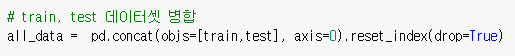 # train, test 데이터셋 병합
all_data =  pd.concat(objs=[train,test], axis=0).reset_index(drop=True)